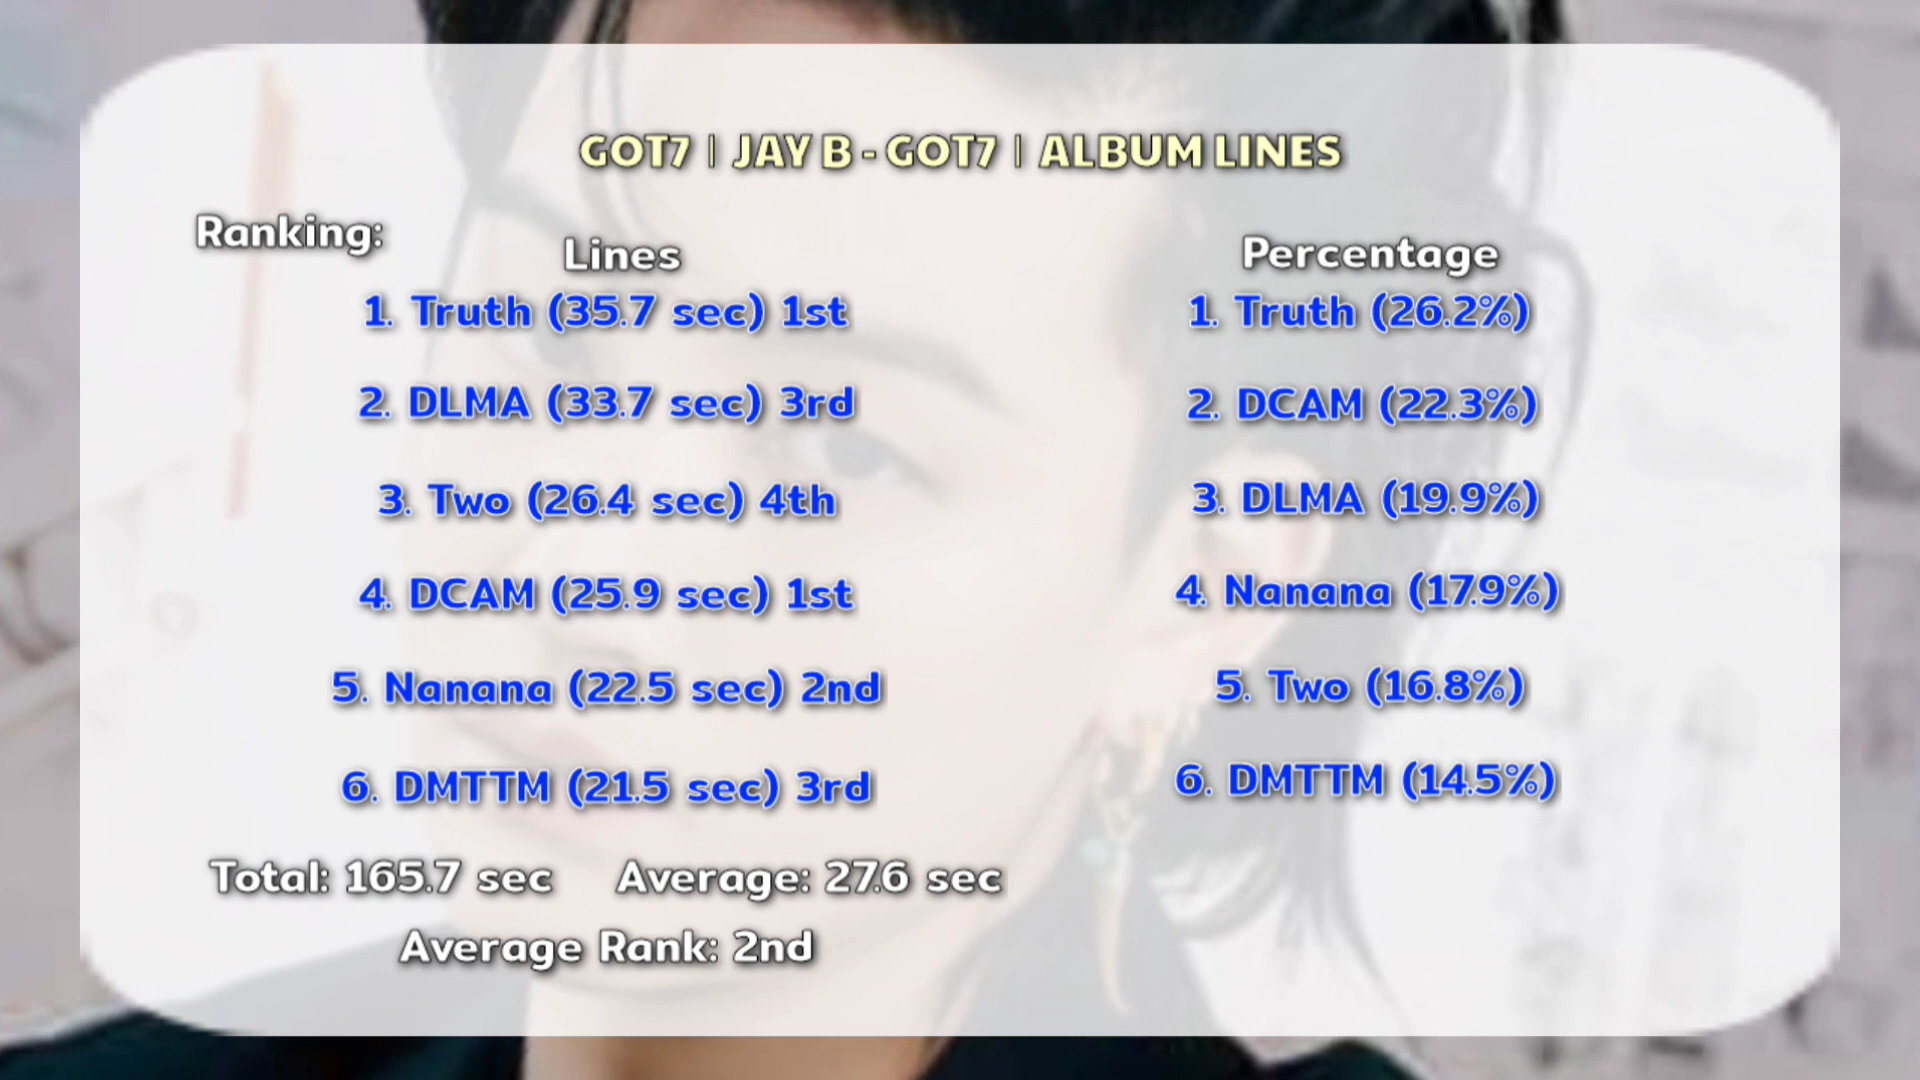 GOT7 | JAY B - GOT7 | ALBUM LINES
Ranking:
Lines
1. Truth (35.7 sec) 1st
2. DLMA (33.7 sec) 3rd
3. Two (26.4 sec) 4th
4. DCAM (25.9 sec) 1st
5. Nanana (22.5 sec) 2nd
6. DMTTM (21.5 sec) 3rd
Percentage
1. Truth (26.2%)
2. DCAM (22.3%)
3. DLMA (19.9%)
4. Nanana (17.9%)
5. Two (16.8%)
6. DMTTM (14.5%)
Total: 165.7 sec Average: 27.6 sec
Average Rank: 2nd